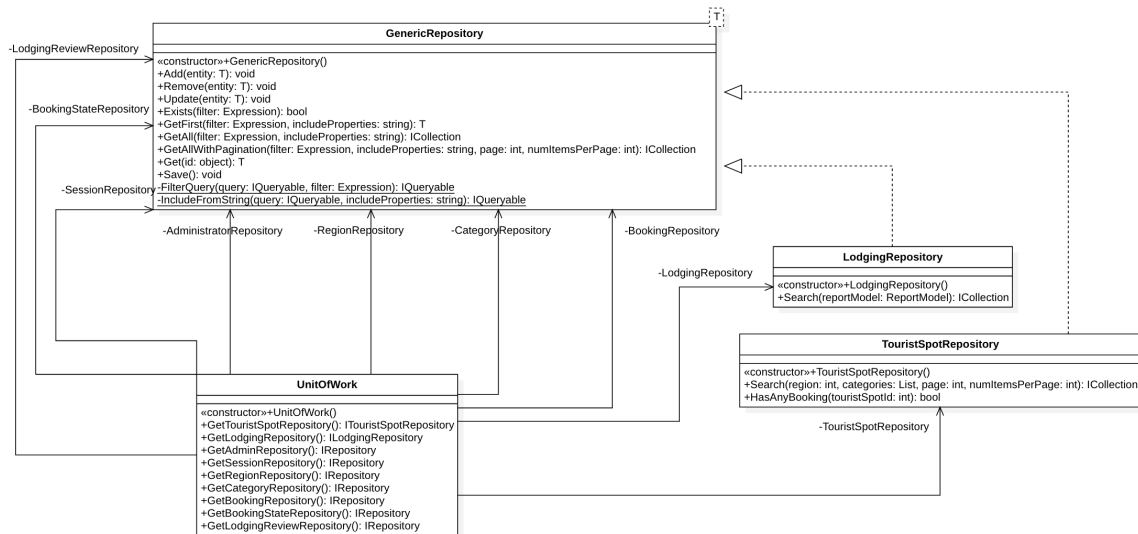 T
GenericRepository
«constructor»+GenericRepository()
+Add(entity: T): void
+Remove(entity: T): void
+Update(entity: T): void
+Exists(filter: Expression): bool
+GetFirst(filter: Expression, includeProperties: string): T
+GetAll(filter: Expression, includeProperties: string): ICollection
+GetAllWithPagination(filter: Expression, includeProperties: string, page: int, numItemsPerPage: int): ICollection
+Get(id: object): T
+Save(): void
-FilterQuery(query: IQueryable, filter: Expression): IQueryable
-IncludeFromString(query: IQueryable, includeProperties: string): IQueryable
-LodgingReviewRepository
-BookingStateRepository
-SessionRepository
-AdministratorRepository
-RegionRepository
-CategoryRepository
-BookingRepository
-LodgingRepository
LodgingRepository
«constructor»+LodgingRepository()
+Search(reportModel: ReportModel): ICollection
TouristSpotRepository
«constructor»+TouristSpotRepository()
+Search(region: int, categories: List, page: int, numItemsPerPage: int): ICollection
+HasAnyBooking(touristSpotId: int): bool
-TouristSpotRepository
UnitOfWork
«constructor»+UnitOfWork()
+GetTouristSpotRepository(): ITouristSpotRepository
+GetLodgingRepository(): ILodgingRepository
+GetAdminRepository(): IRepository
+GetSessionRepository(): IRepository
+GetRegionRepository(): IRepository
+GetCategoryRepository(): IRepository
+GetBookingRepository(): IRepository
+GetBookingStateRepository(): IRepository
+GetLodgingReviewRepository(): IRepository